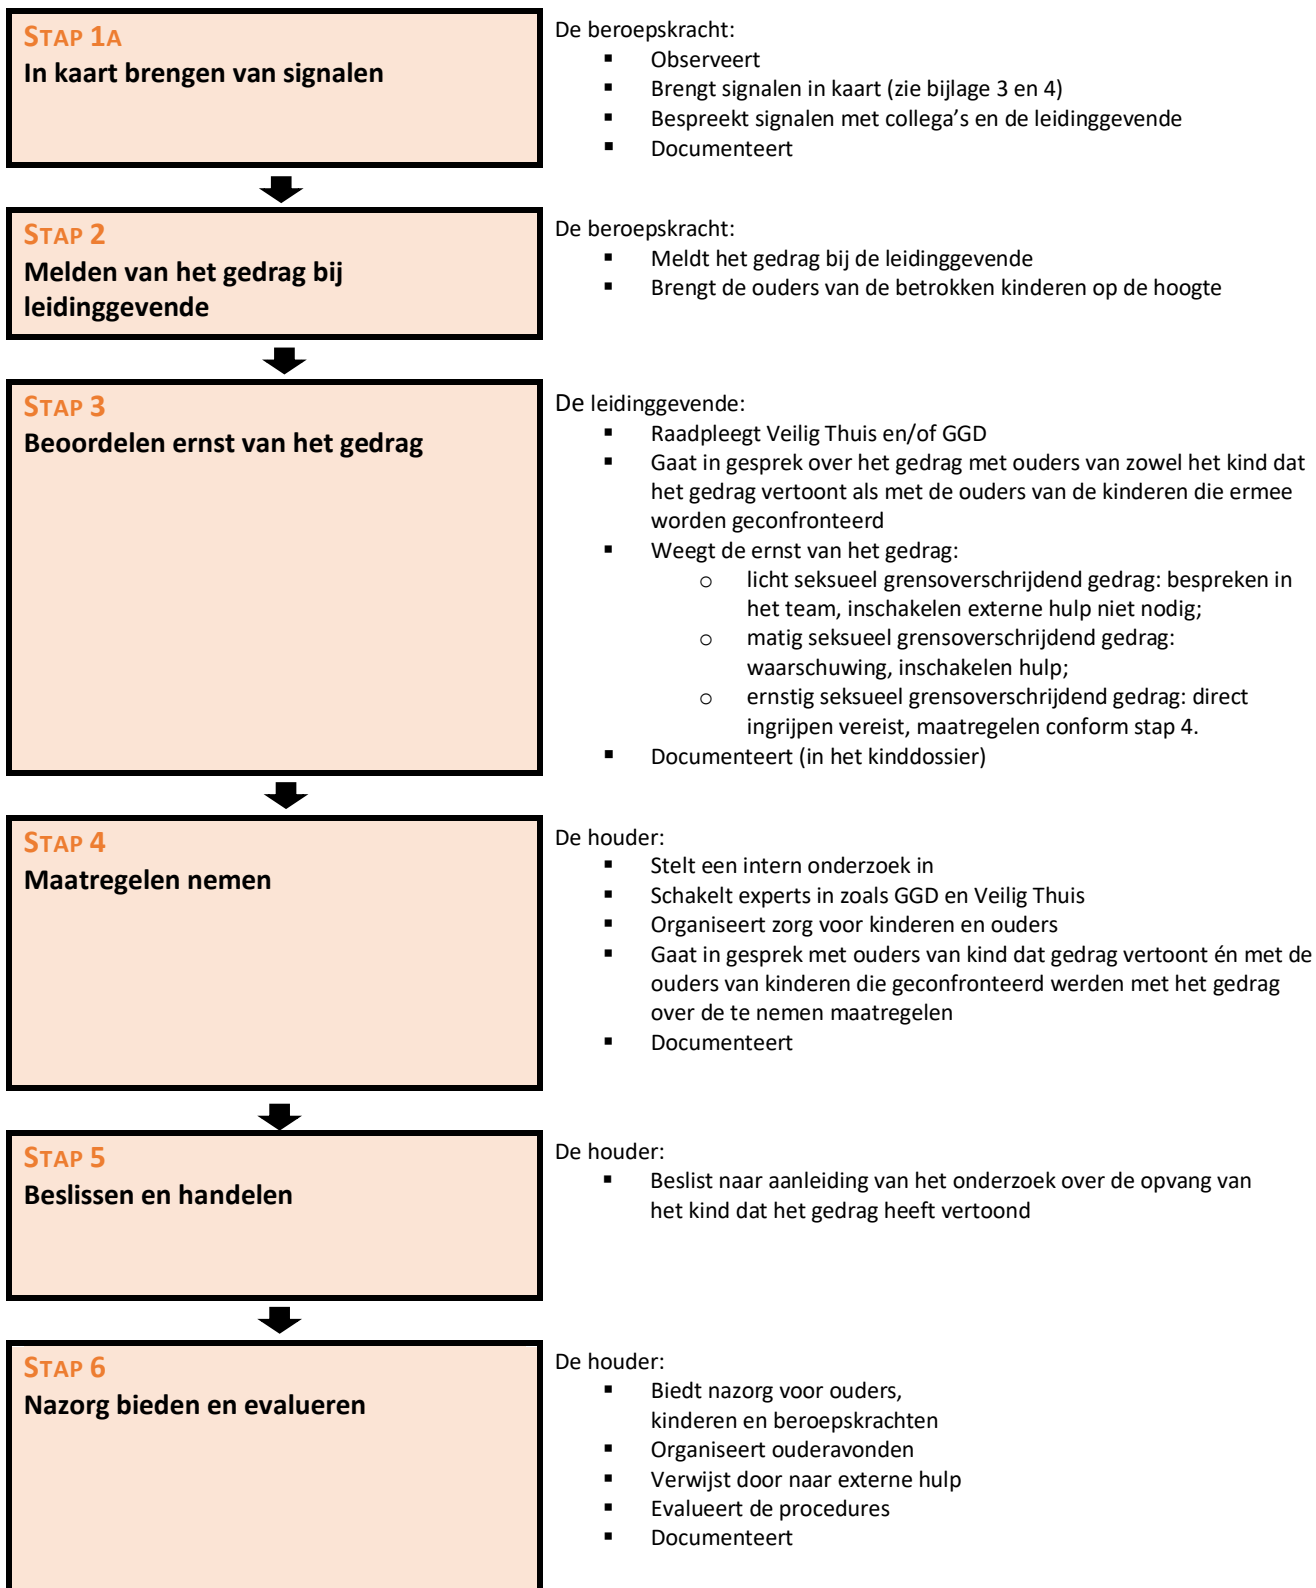 STAP 1A
In kaart brengen van signalen
De beroepskracht:
▪ Observeert
▪ Brengt signalen in kaart (zie bijlage 3 en 4)
▪ Bespreekt signalen met collega’s en de leidinggevende
▪ Documenteert
STAP 2
Melden van het gedrag bij
leidinggevende
De beroepskracht:
▪ Meldt het gedrag bij de leidinggevende
▪ Brengt de ouders van de betrokken kinderen op de hoogte
STAP 3
Beoordelen ernst van het gedrag
De leidinggevende:
▪ Raadpleegt Veilig Thuis en/of GGD
▪ Gaat in gesprek over het gedrag met ouders van zowel het kind dat
het gedrag vertoont als met de ouders van de kinderen die ermee
worden geconfronteerd
▪ Weegt de ernst van het gedrag:
o licht seksueel grensoverschrijdend gedrag: bespreken in
het team, inschakelen externe hulp niet nodig;
o matig seksueel grensoverschrijdend gedrag:
waarschuwing, inschakelen hulp;
o ernstig seksueel grensoverschrijdend gedrag: direct
ingrijpen vereist, maatregelen conform stap 4.
▪ Documenteert (in het kinddossier)
STAP 4
Maatregelen nemen
De houder:
▪ Stelt een intern onderzoek in
▪ Schakelt experts in zoals GGD en Veilig Thuis
▪ Organiseert zorg voor kinderen en ouders
▪ Gaat in gesprek met ouders van kind dat gedrag vertoont én met de
ouders van kinderen die geconfronteerd werden met het gedrag
over de te nemen maatregelen
▪ Documenteert
STAP 5
Beslissen en handelen
De houder:
▪ Beslist naar aanleiding van het onderzoek over de opvang van
het kind dat het gedrag heeft vertoond
STAP 6
Nazorg bieden en evalueren
De houder:
▪ Biedt nazorg voor ouders,
kinderen en beroepskrachten
▪ Organiseert ouderavonden
▪ Verwijst door naar externe hulp
▪ Evalueert de procedures
▪ Documenteert